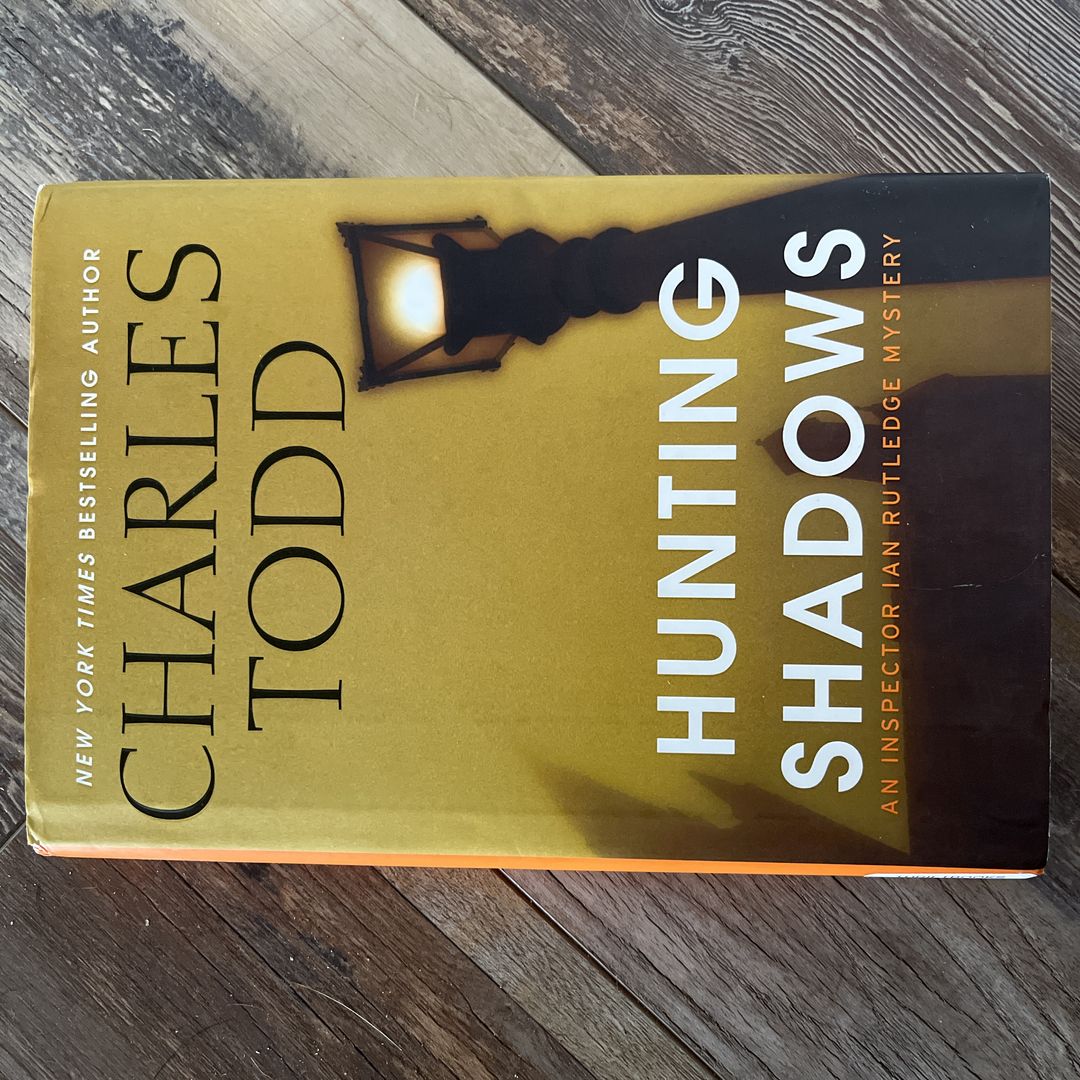 NEW YORK TIMES BESTSELLING AUTHOR
CHARLES
TODD
HUNTING
SHADOWS
AN INSPECTOR IAN RUTLEDGE MYSTERY